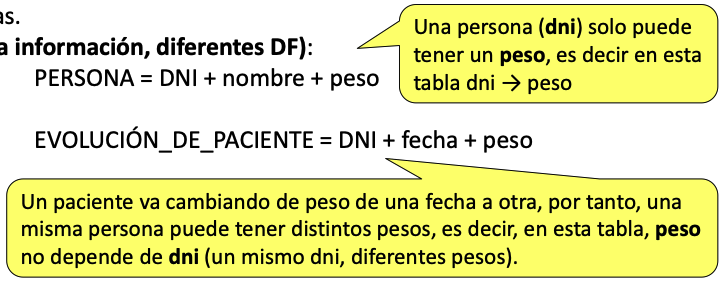 as.
a información, diferentes DF):
PERSONA = DNI + nombre + peso
Una persona (dni) solo puede
tener un peso, es decir en esta
tabla dni → peso
EVOLUCIÓN_DE_PACIENTE = DNI + fecha + peso
Un paciente va cambiando de peso de una fecha a otra, por tanto, una
misma persona puede tener distintos pesos, es decir, en esta tabla, peso
no depende de dni (un mismo dni, diferentes pesos).